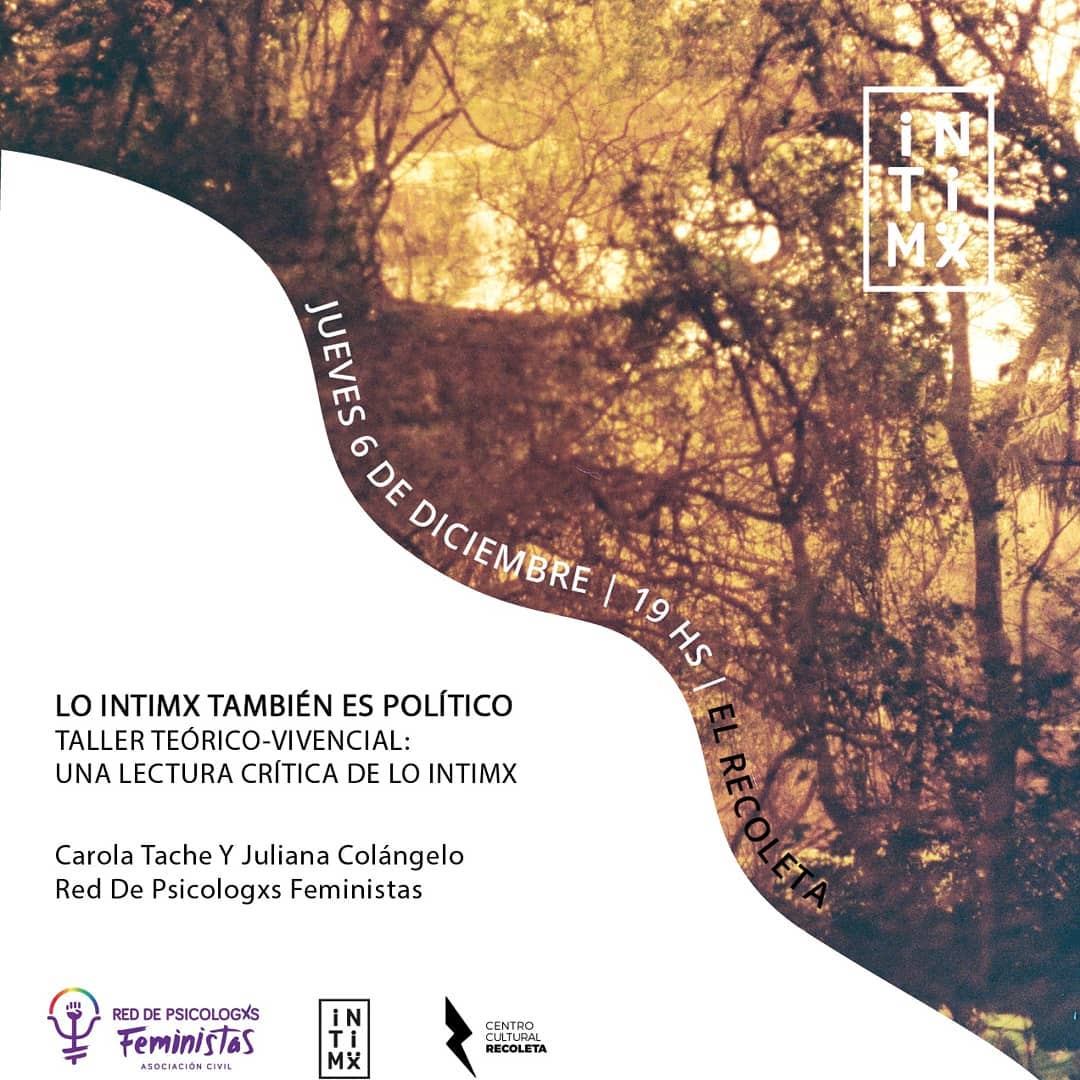 iN
Ti
MX
JUEVES 6 DE DICIEMBRE | 19 HS | EL RECOLETA
LO INTIMX TAMBIÉN ES POLÍTICO
TALLER TEÓRICO-VIVENCIAL:
UNA LECTURA CRÍTICA DE LO INTIMX
Carola Tache Y Juliana Colángelo
Red De Psicologxs Feministas
RED DE PSICOLOGXS
Feministas
ASOCIACIÓN CIVIL
iN
Ti
MX
CENTRO
CULTURAL
RECOLETA